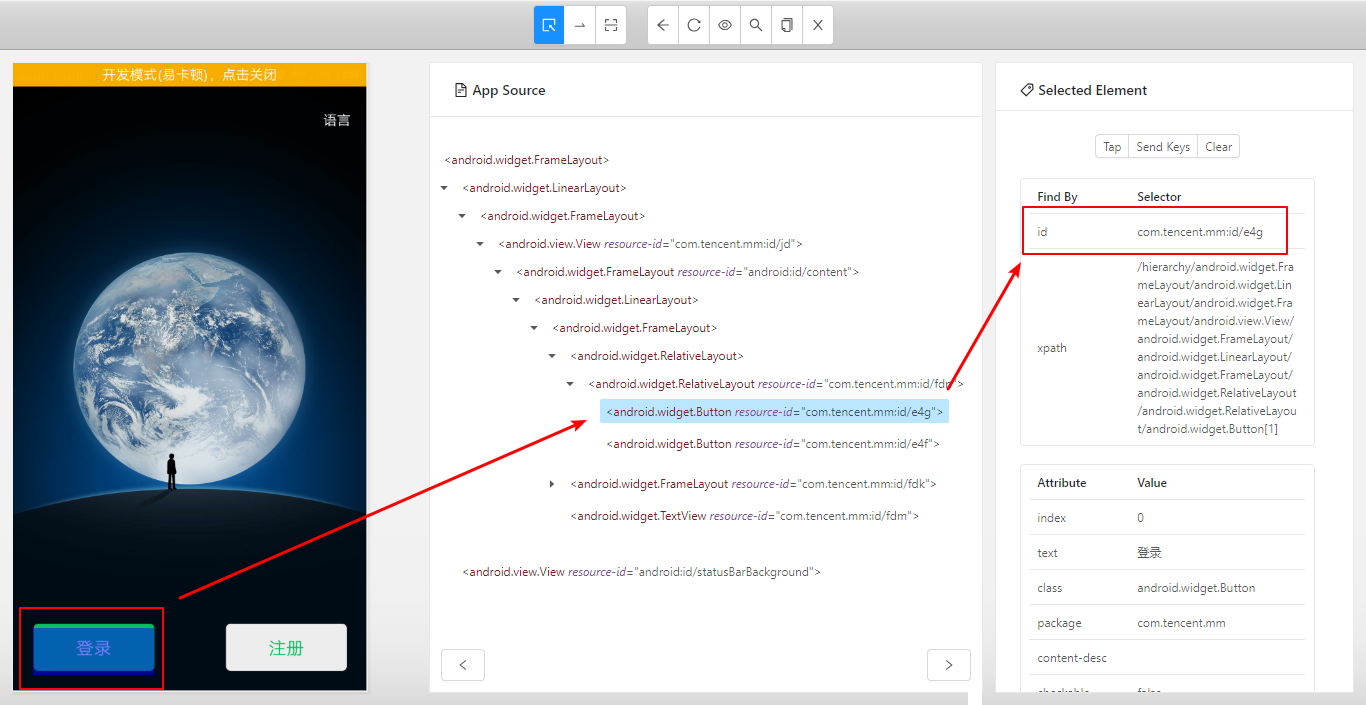 开发模式(易卡顿)，点击关闭
语言
登录
注册
App Source
<android.widget.FrameLayout>
<android.widget.LinearLayout>
<android.widget.FrameLayout>
<android.view.View resource-id="com.tencent.mm:id/jd">
<android.widget.FrameLayout resource-id="android:id/content">
<android.widget.LinearLayout>
<android.widget.FrameLayout>
<android.widget.RelativeLayout>
<android.widget.RelativeLayout resource-id="com.tencent.mm:id/fdn">
<android.widget.Button resource-id="com.tencent.mm:id/e4g">
<android.widget.Button resource-id="com.tencent.mm:id/e4f">
<android.widget.FrameLayout resource-id="com.tencent.mm:id/fdk">
<android.widget.TextView resource-id="com.tencent.mm:id/fdm">
<android.view.View resource-id="android:id/statusBarBackground">
Selected Element
Tap Send Keys Clear
Find By Selector
id com.tencent.mm:id/e4g
xpath
/hierarchy/android.widget.Fra
meLayout/android.widget.Lin
earLayout/android.widget.Fra
meLayout/android.view.View/
android.widget.FrameLayout/
android.widget.LinearLayout/
android.widget.FrameLayout/
android.widget.RelativeLayout
/android.widget.RelativeLayou
t/android.widget.Button[1]
Attribute Value
index 0
text 登录
class android.widget.Button
package com.tencent.mm
content-desc
checkable false